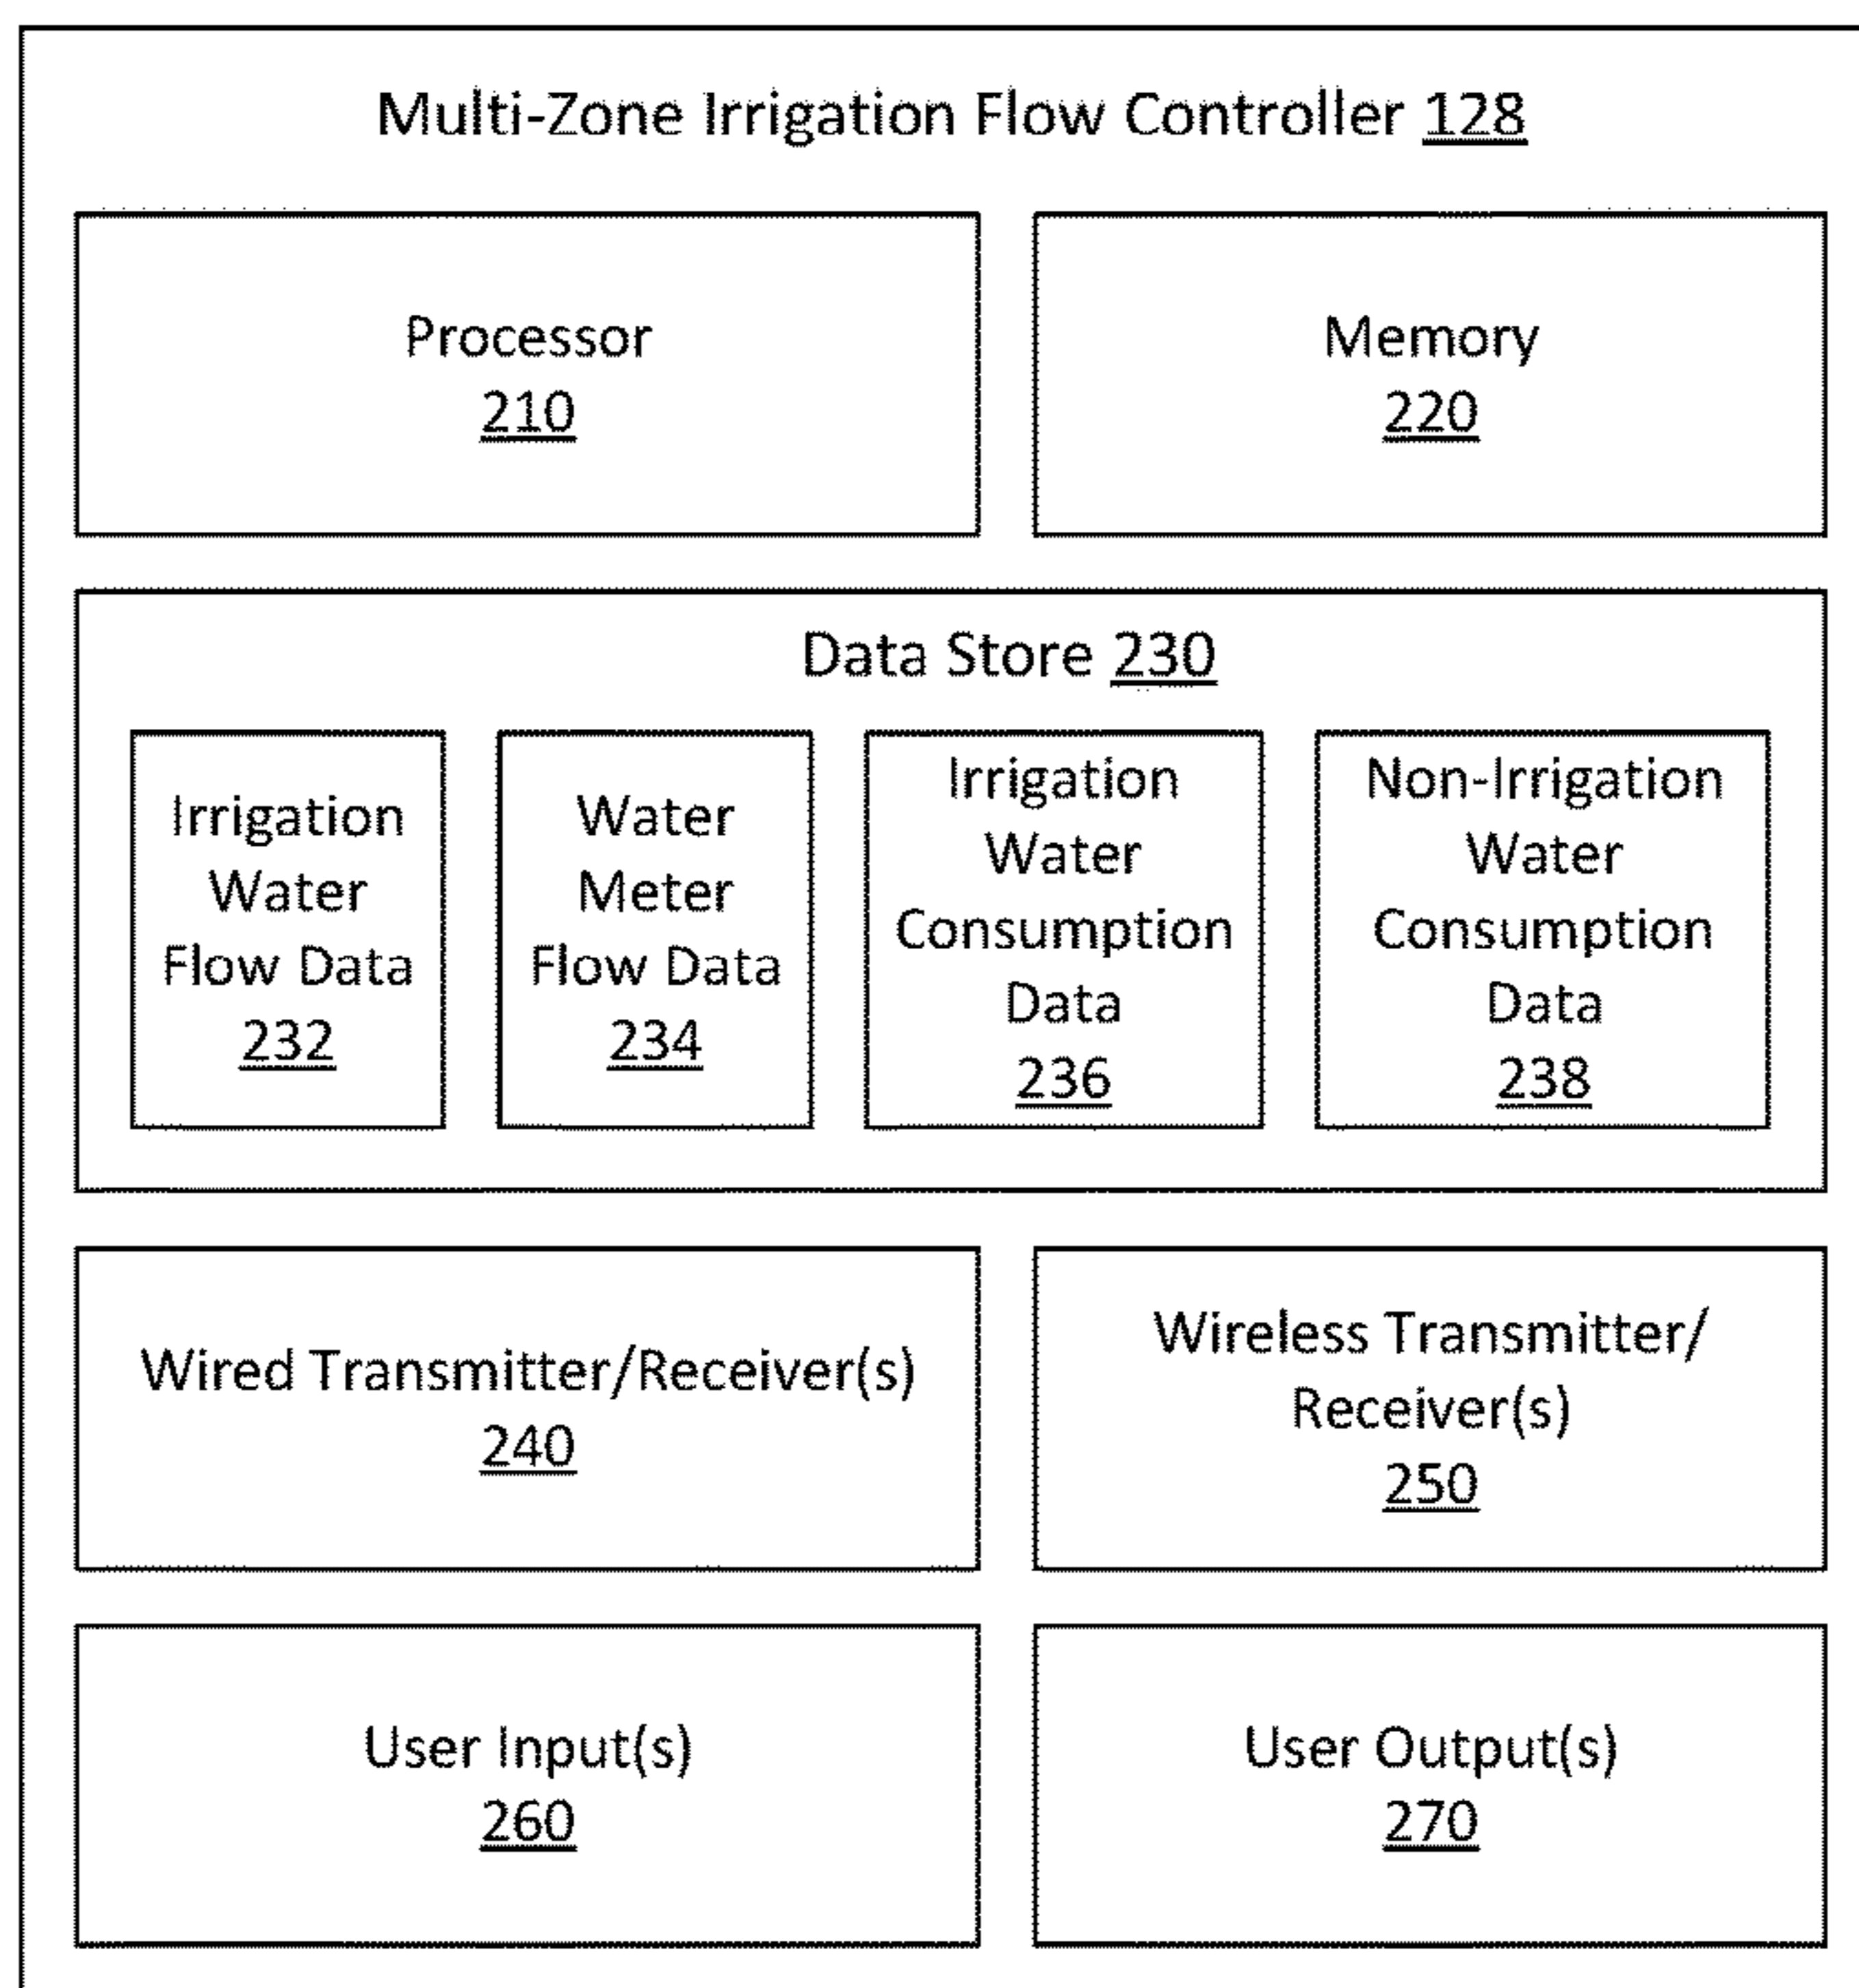 Multi-Zone Irrigation Flow Controller 128
Processor
210
Memory
220
Data Store 230
Irrigation
Water
Flow Data
232
Water
Meter
Flow Data
234
Irrigation
Water
Consumption
Data
236
Non-Irrigation
Water
Consumption
Data
238
Wired Transmitter/Receiver(s)
240
Wireless Transmitter/
Receiver(s)
250
User Input(s)
260
User Output(s)
270